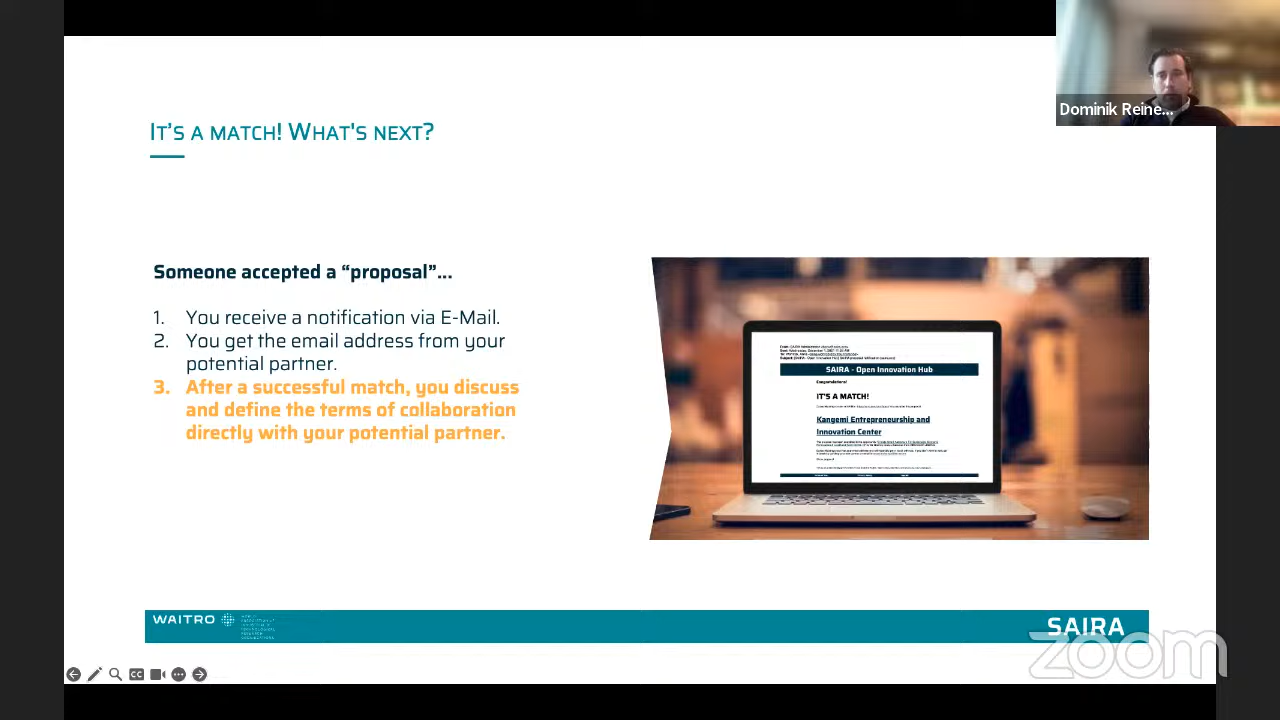 Dominik Reine...
IT'S A MATCH! WHAT'S NEXT?
Someone accepted a “proposal”...
1. You receive a notification via E-Mail.
2. You get the email address from your
potential partner.
3. After a successful match, you discuss
and define the terms of collaboration
directly with your potential partner.
SAIRA - Open Innovation Hub
Congratulations!
IT'S A MATCH!
Kangemi Entrepreneurship and
Innovation Center
WAITRO
SAIRA
zoom
CC